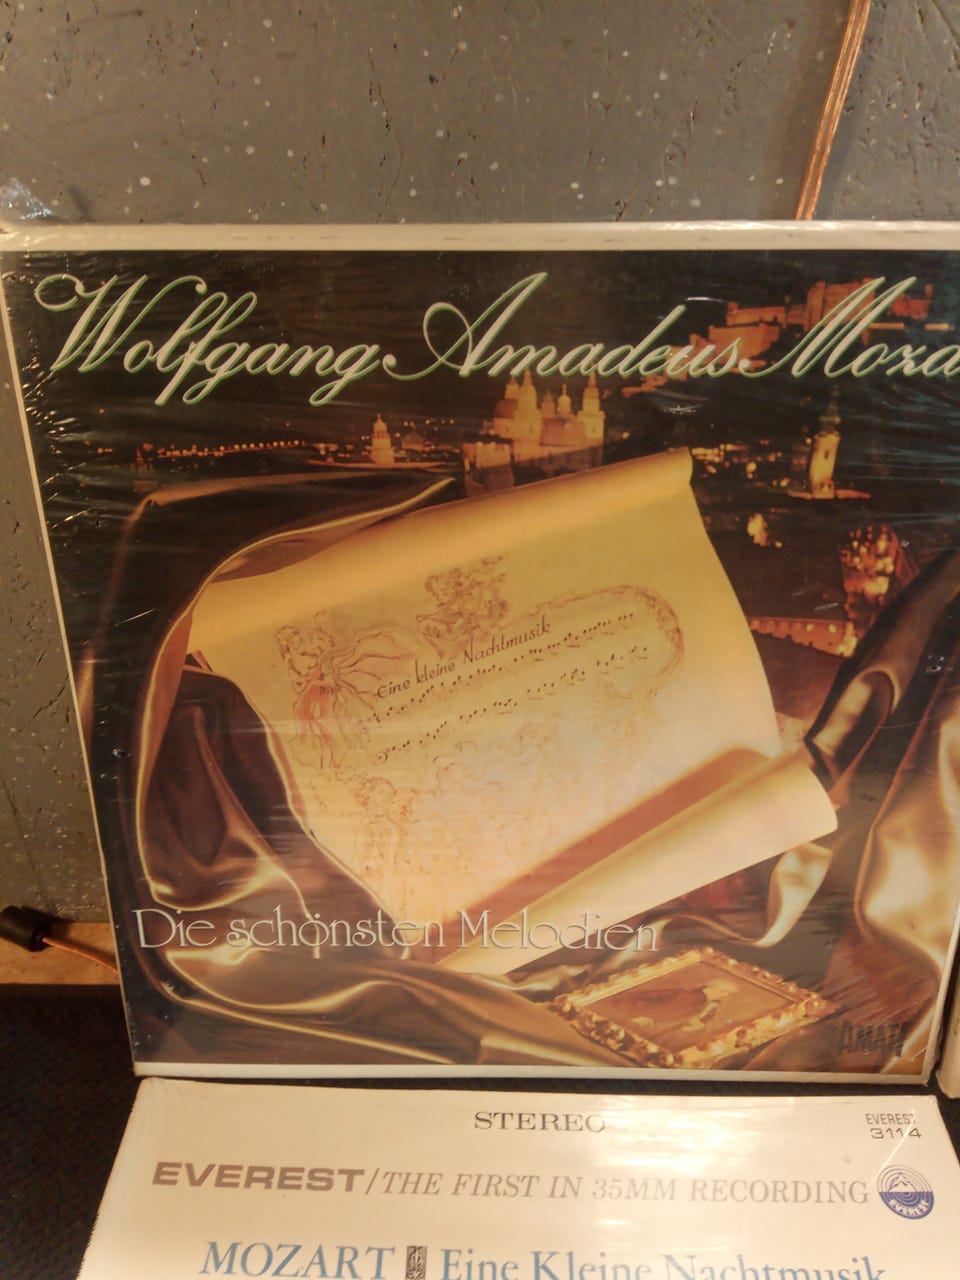 Wolfgang Amadeus Moza
Eine kleine Nachtmusik
Die schönsten Melodien
AMATI
STEREO
EVEREST
3114
EVEREST/THE FIRST IN 35MM RECORDING
EVEREST
MOZART Eine Kleine Nachtmusik